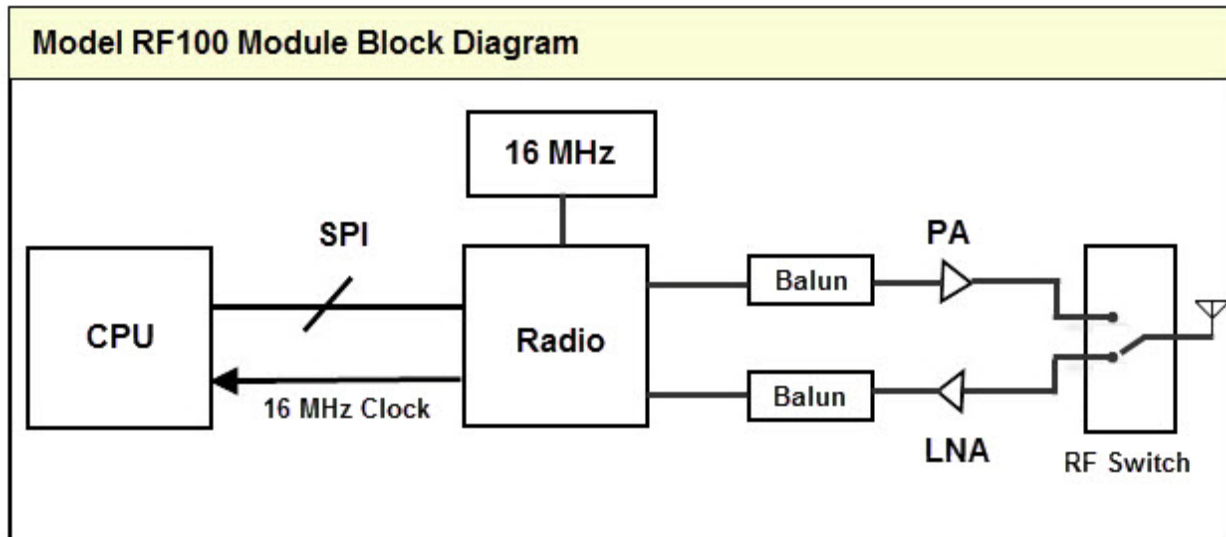 Model RF100 Module Block Diagram
16 MHz
SPI
PA
Balun
CPU
Radio
16 MHz Clock
Balun
LNA
RF Switch